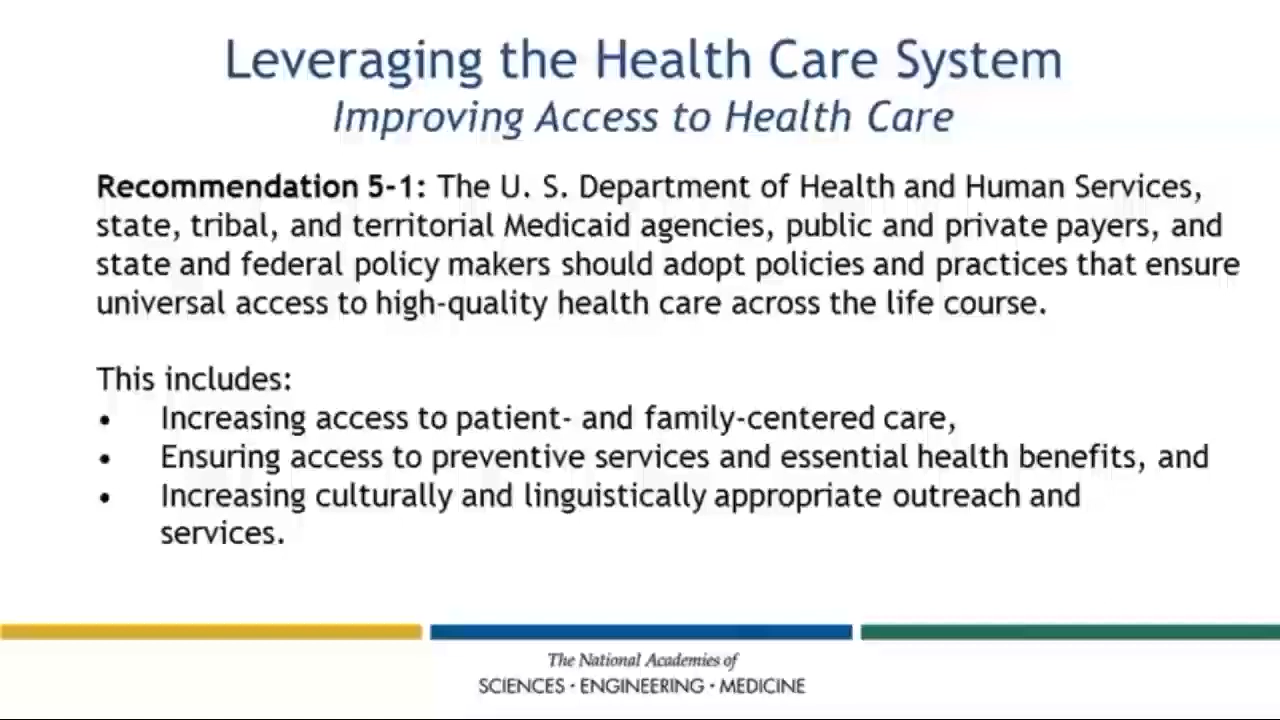 Leveraging the Health Care System
Improving Access to Health Care
Recommendation 5-1: The U. S. Department of Health and Human Services,
state, tribal, and territorial Medicaid agencies, public and private payers, and
state and federal policy makers should adopt policies and practices that ensure
universal access to high-quality health care across the life course.
This includes:
• Increasing access to patient- and family-centered care,
• Ensuring access to preventive services and essential health benefits, and
• Increasing culturally and linguistically appropriate outreach and
services.
The National Academies of
SCIENCES · ENGINEERING · MEDICINE